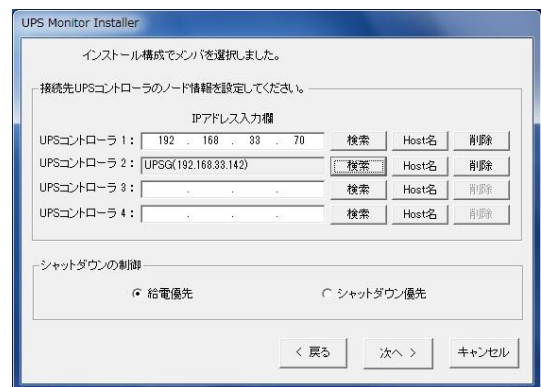 UPS Monitor Installer
インストール構成でメンバを選択しました。
接続先UPSコントローラのノード情報を設定してください。
IPアドレス入力欄
UPSコントローラ 1： 192 . 168 . 33 . 70 検索 Host名 削除
UPSコントローラ 2： UPSG(192.168.33.142) 検索 Host名 削除
UPSコントローラ 3： . . . 検索 Host名 削除
UPSコントローラ 4： . . . 検索 Host名 削除
シャットダウンの制御
給電優先 シャットダウン優先
< 戻る 次へ > キャンセル